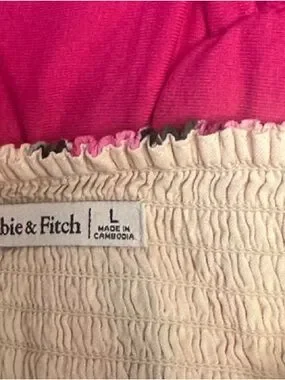 bie & Fitch
L
MADE IN
CAMBODIA